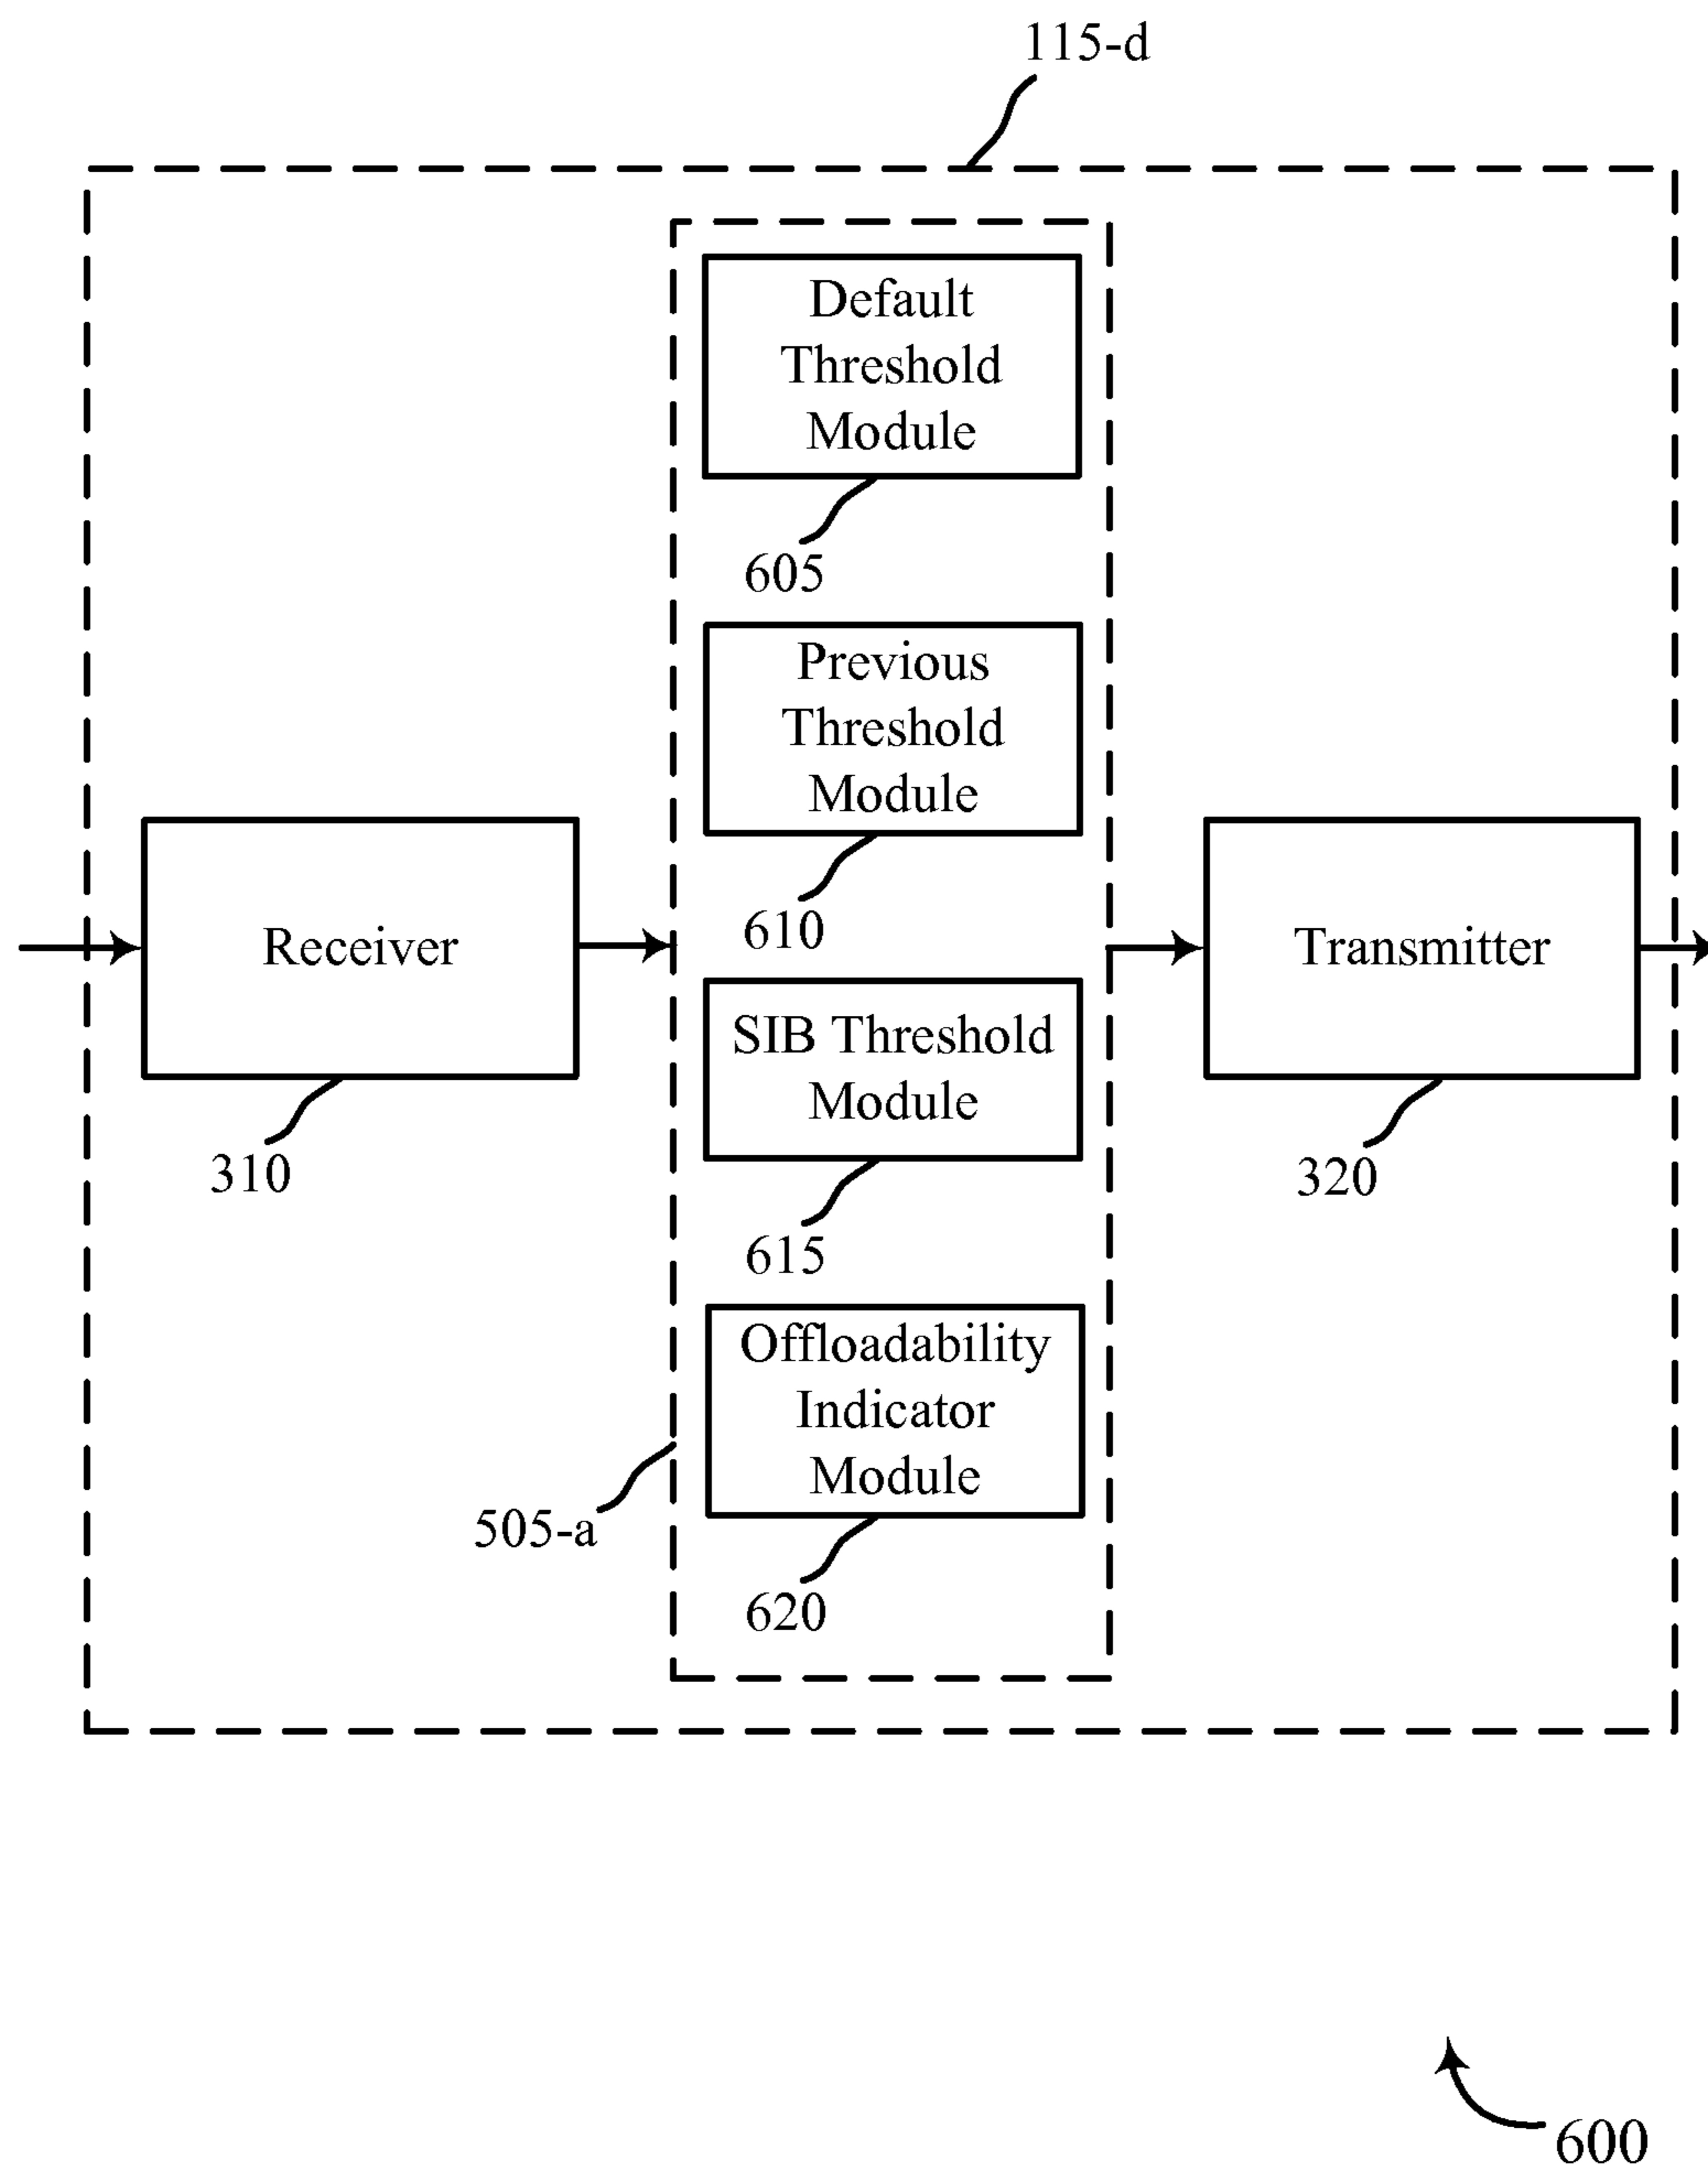 115-d
Default
Threshold
Module
605
Previous
Threshold
Module
610
Receiver
310
Transmitter
320
SIB Threshold
Module
615
Offloadability
Indicator
Module
505-a
620
600